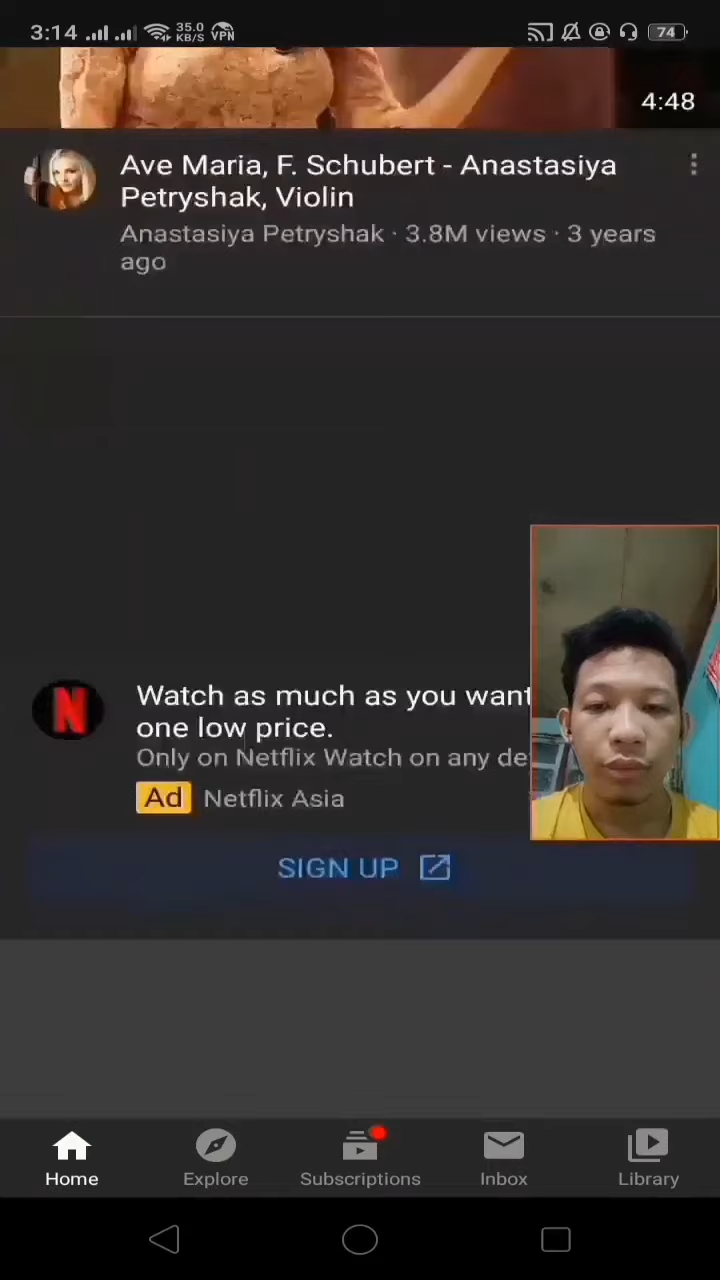 3:14 35.0 KB/S VPN 74
4:48
Ave Maria, F. Schubert - Anastasiya
Petryshak, Violin
Anastasiya Petryshak · 3.8M views · 3 years
ago
N
Watch as much as you want
one low price.
Only on Netflix Watch on any de
Ad Netflix Asia
SIGN UP
Home Explore Subscriptions Inbox Library